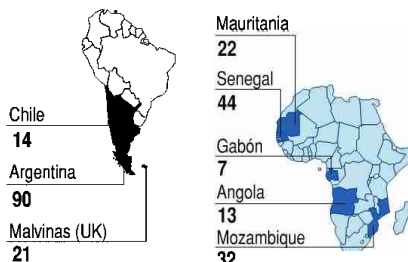 Chile
14
Argentina
90
Malvinas (UK)
21
Mauritania
22
Senegal
44
Gabón
7
Angola
13
Mozambique
32